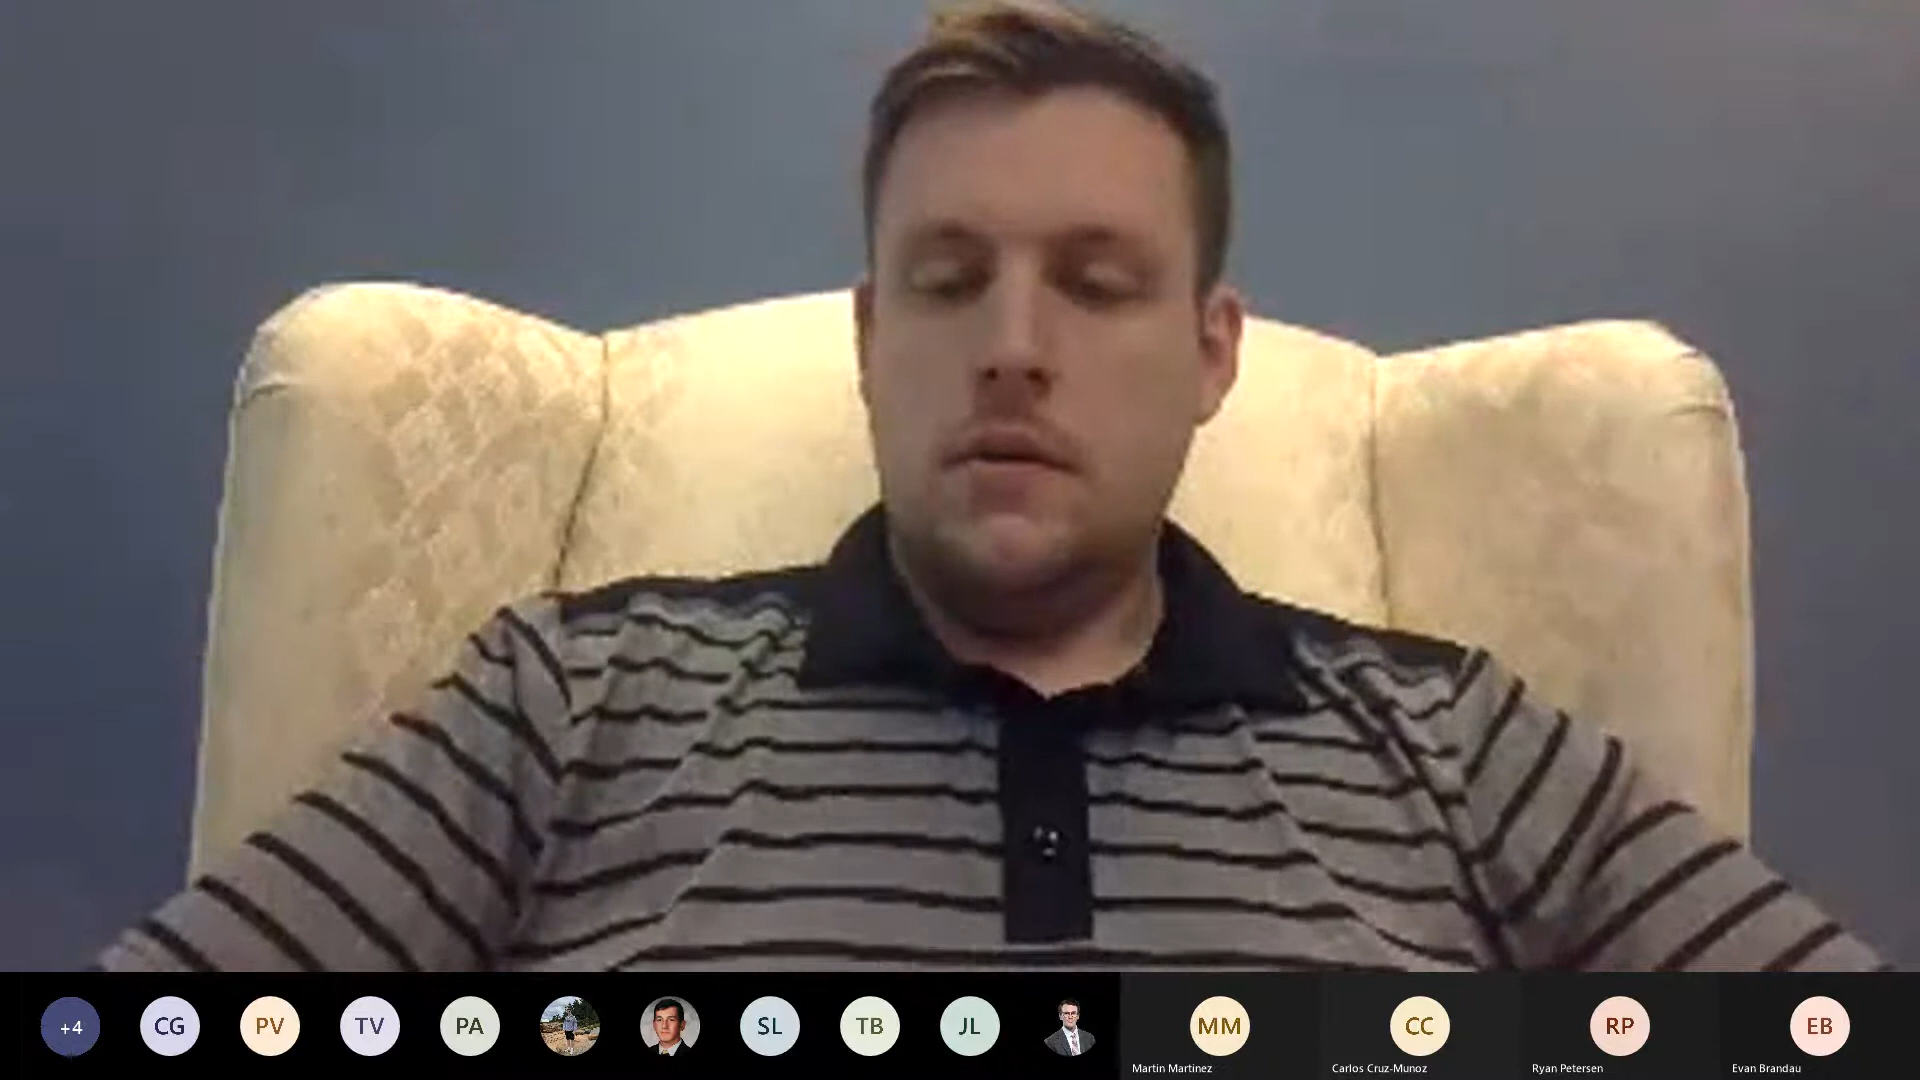 +4
CG
PV
TV
PA
SL
TB
JL
MM
CC
RP
EB
Martin Martinez
Carlos Cruz-Munoz
Ryan Petersen
Evan Brandau